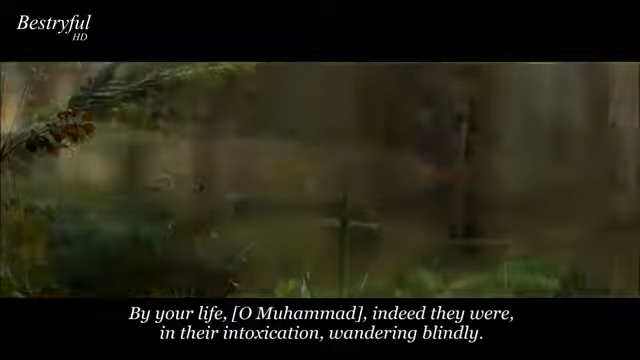 Bestryful
HD
By your life, [O Muhammad], indeed they were,
in their intoxication, wandering blindly.